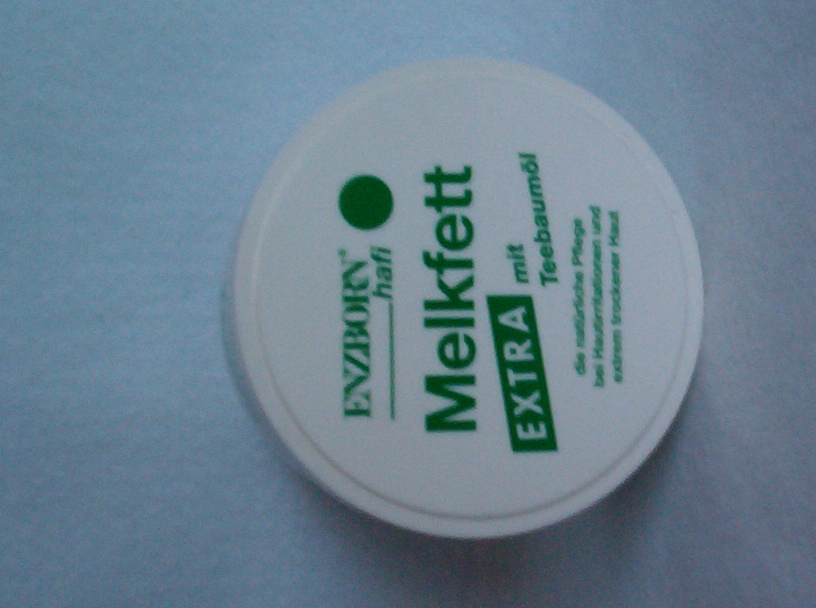 ENZBORN®
hafi
Melkfett
EXTRA mit
Teebaumöl
die natürliche Pflege
bei Hautirritationen und
extrem trockener Haut